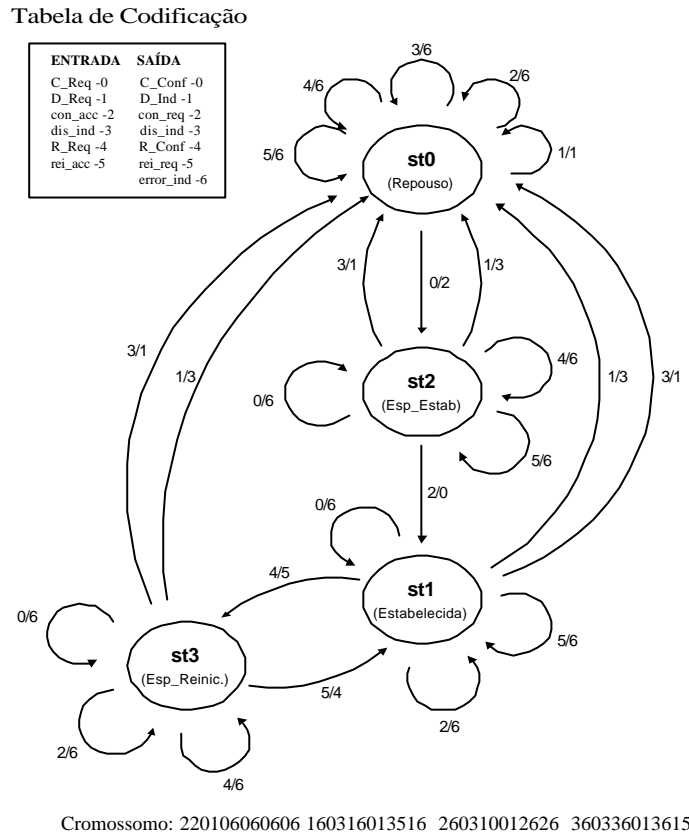 Tabela de Codificação
ENTRADA SAÍDA
C_Req -0 C_Conf -0
D_Req -1 D_Ind -1
con_acc -2 con_req -2
dis_ind -3 dis_ind -3
R_Req -4 R_Conf -4
rei_acc -5 rei_req -5
error_ind -6
3/6
4/6
2/6
5/6
1/1
st0
(Repouso)
3/1
0/2
1/3
3/1
1/3
1/3
3/1
0/6
st2
(Esp_Estab)
4/6
5/6
2/0
0/6
4/5
st1
(Estabelecida)
5/6
0/6
st3
(Esp_Reinic.)
5/4
2/6
2/6
4/6
Cromossomo: 220106060606 160316013516 260310012626 360336013615